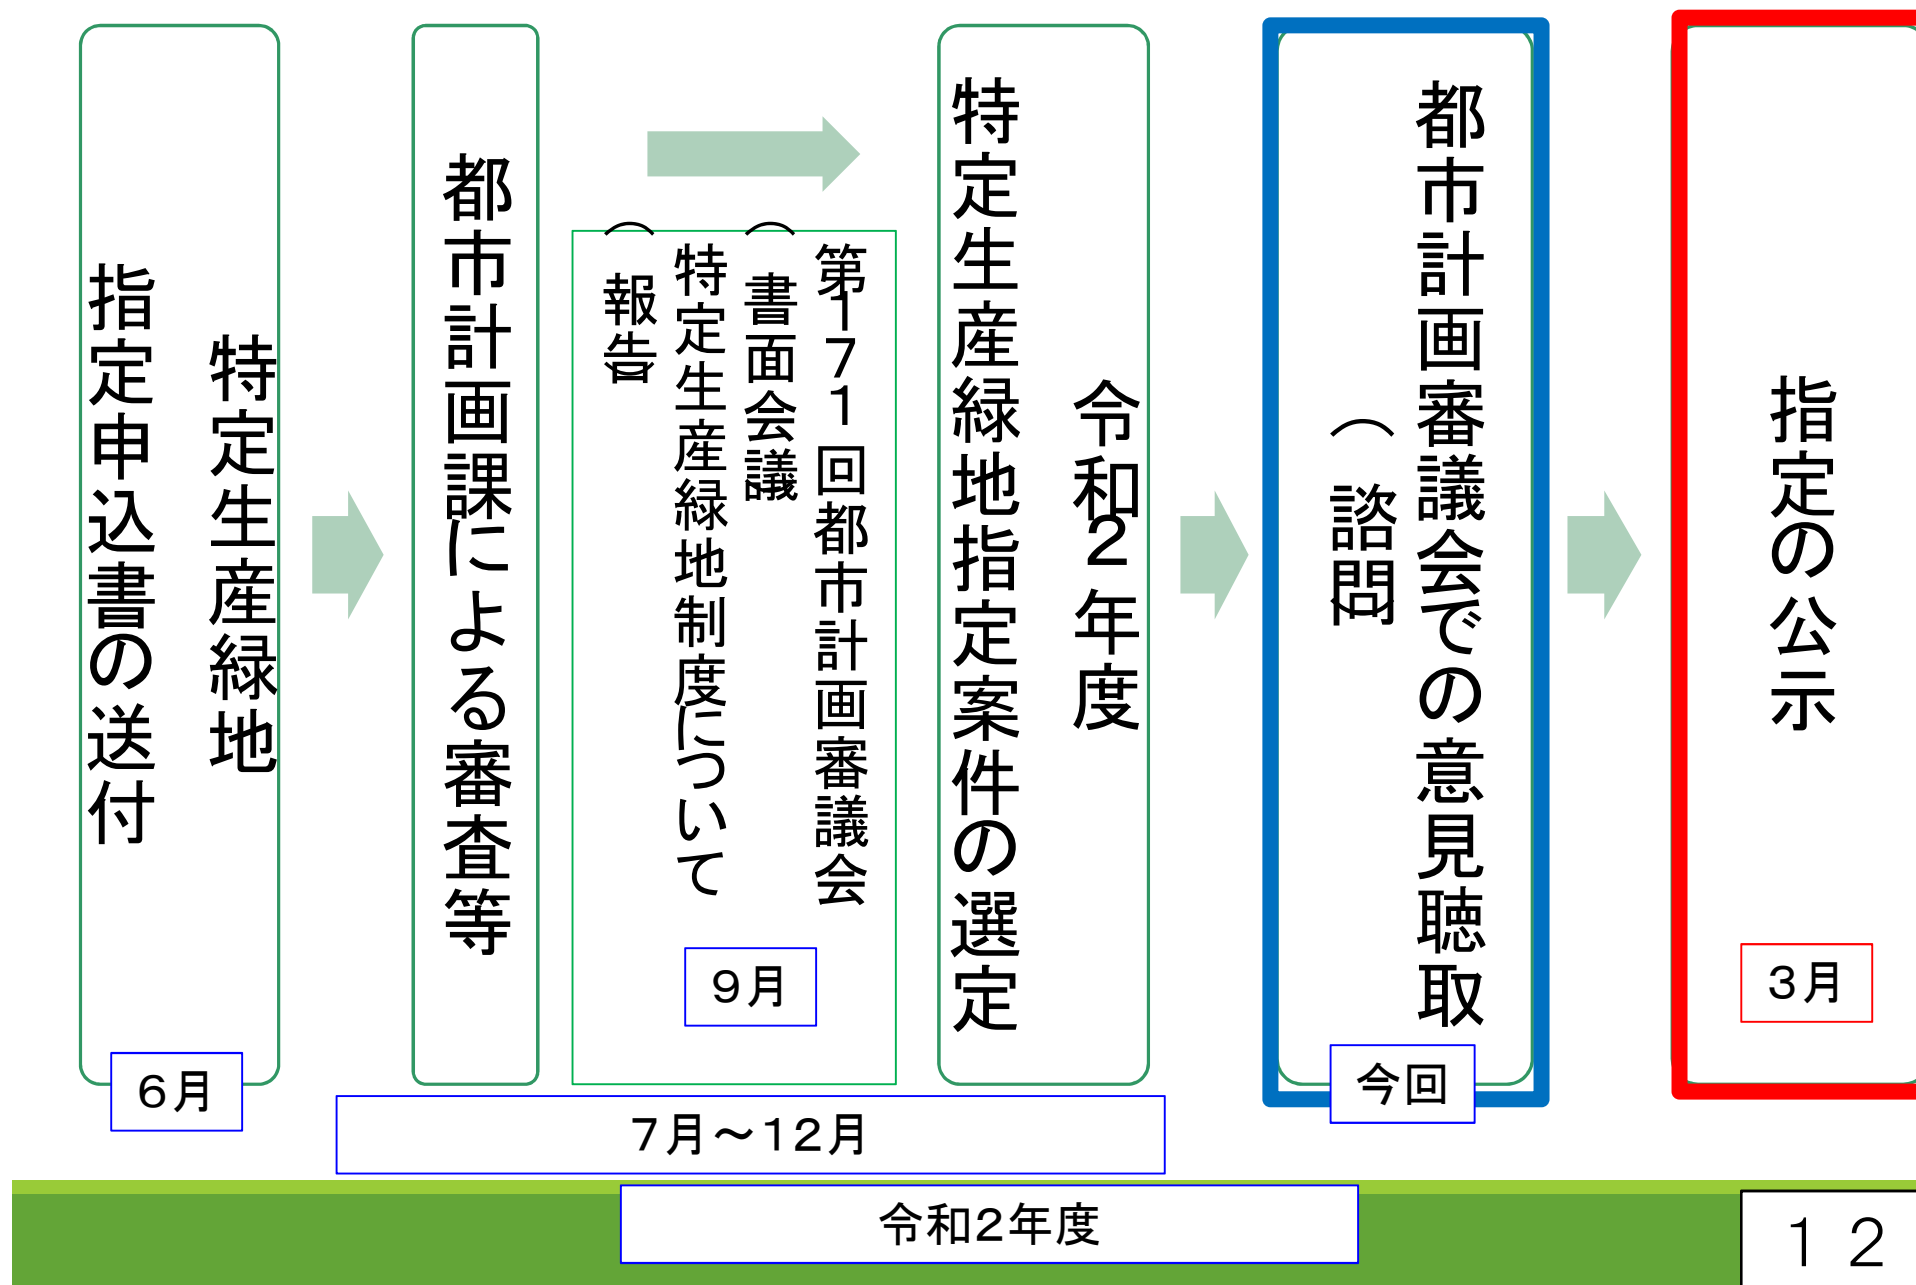 特定生産緑地
指定申込書の送付
6月
都市計画課による審査等
第171回都市計画審議会
（書面会議）
特定生産緑地制度について
（報告）
9月
令和2年度
特定生産緑地指定案件の選定
7月～12月
都市計画審議会での意見聴取
（諮問）
今回
指定の公示
3月
令和2年度
12